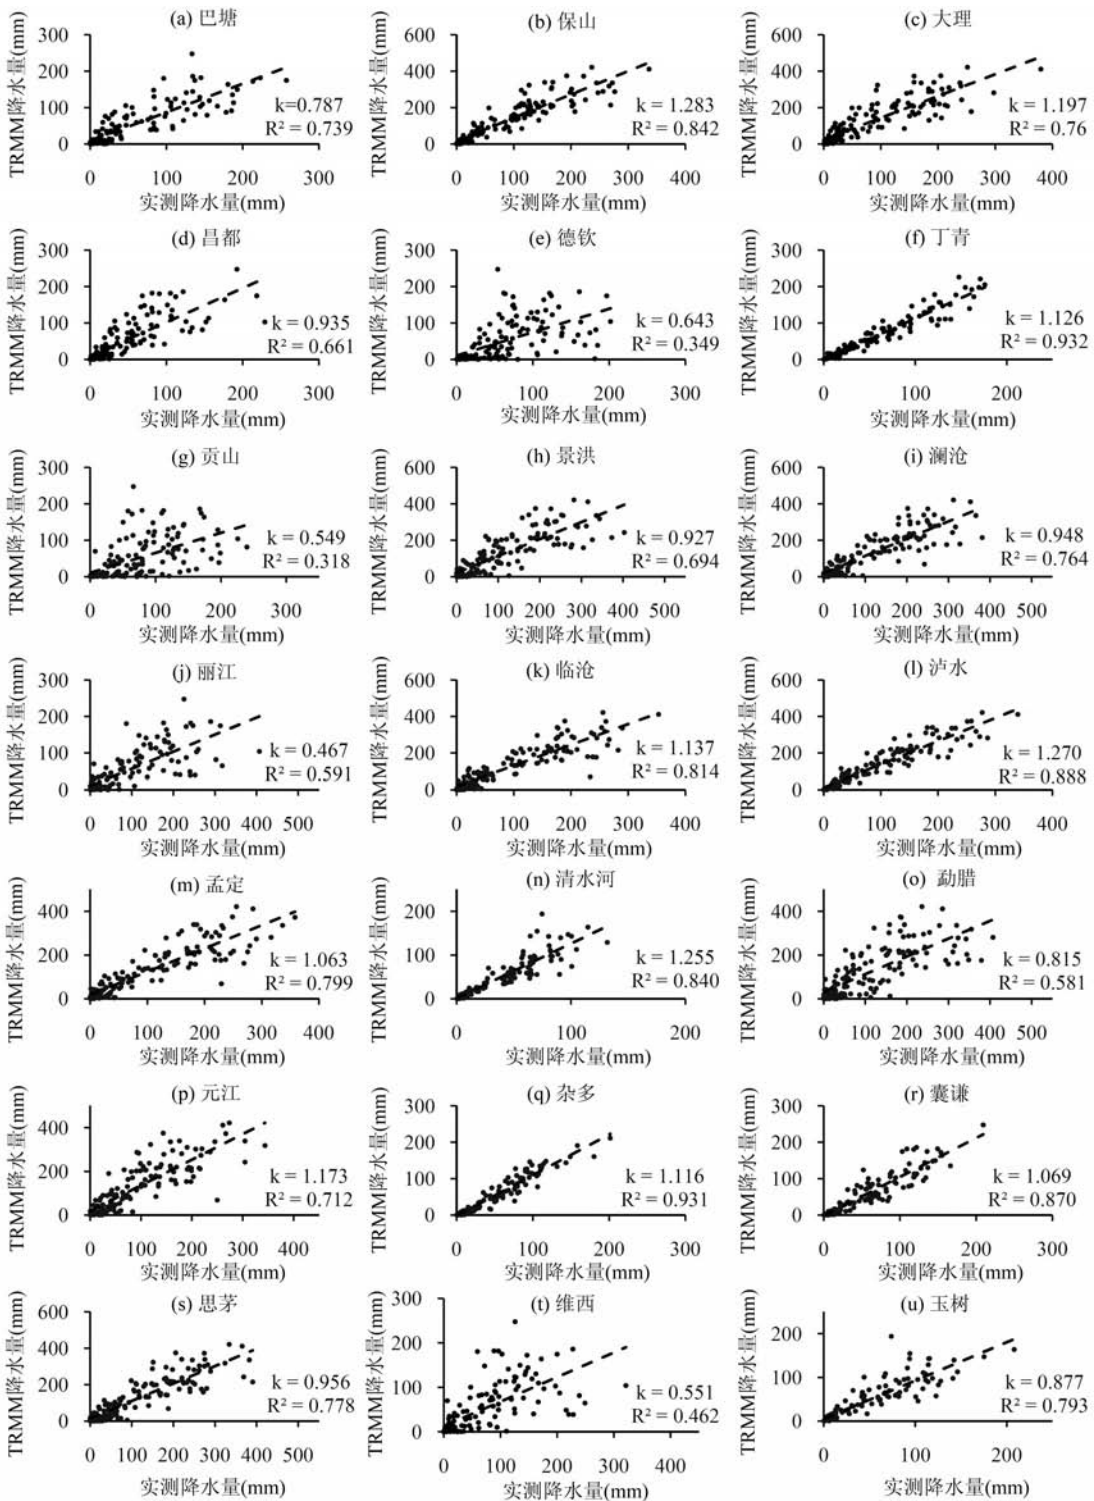 (a) 巴塘
TRMM降水量(mm)
300
200
100
0
k=0.787
R² = 0.739
0 100 200 300
实测降水量(mm)
(b) 保山
TRMM降水量(mm)
600
400
200
0
k = 1.283
R² = 0.842
0 100 200 300 400
实测降水量(mm)
(c) 大理
TRMM降水量(mm)
600
400
200
0
k = 1.197
R² = 0.76
0 100 200 300 400
实测降水量(mm)
(d) 昌都
TRMM降水量(mm)
300
200
100
0
k = 0.935
R² = 0.661
0 100 200 300
实测降水量(mm)
(e) 德钦
TRMM降水量(mm)
300
200
100
0
k = 0.643
R² = 0.349
0 100 200 300
实测降水量(mm)
(f) 丁青
TRMM降水量(mm)
300
200
100
0
k = 1.126
R² = 0.932
0 100 200
实测降水量(mm)
(g) 贡山
TRMM降水量(mm)
300
200
100
0
k = 0.549
R² = 0.318
0 100 200 300
实测降水量(mm)
(h) 景洪
TRMM降水量(mm)
600
400
200
0
k = 0.927
R² = 0.694
0 100 200 300 400 500
实测降水量(mm)
(i) 澜沧
TRMM降水量(mm)
600
400
200
0
k = 0.948
R² = 0.764
0 100 200 300 400 500
实测降水量(mm)
(j) 丽江
TRMM降水量(mm)
300
200
100
0
k = 0.467
R² = 0.591
0 100 200 300 400 500
实测降水量(mm)
(k) 临沧
TRMM降水量(mm)
600
400
200
0
k = 1.137
R² = 0.814
0 100 200 300 400
实测降水量(mm)
(l) 泸水
TRMM降水量(mm)
600
400
200
0
k = 1.270
R² = 0.888
0 100 200 300 400
实测降水量(mm)
(m) 孟定
TRMM降水量(mm)
400
200
0
k = 1.063
R² = 0.799
0 100 200 300 400
实测降水量(mm)
(n) 清水河
TRMM降水量(mm)
200
100
0
k = 1.255
R² = 0.840
0 100 200
实测降水量(mm)
(o) 勐腊
TRMM降水量(mm)
400
200
0
k = 0.815
R² = 0.581
0 100 200 300 400 500
实测降水量(mm)
(p) 元江
TRMM降水量(mm)
400
200
0
k = 1.173
R² = 0.712
0 100 200 300 400
实测降水量(mm)
(q) 杂多
TRMM降水量(mm)
300
200
100
0
k = 1.116
R² = 0.931
0 100 200 300
实测降水量(mm)
(r) 囊谦
TRMM降水量(mm)
300
200
100
0
k = 1.069
R² = 0.870
0 100 200 300
实测降水量(mm)
(s) 思茅
TRMM降水量(mm)
600
400
200
0
k = 0.956
R² = 0.778
0 100 200 300 400 500
实测降水量(mm)
(t) 维西
TRMM降水量(mm)
300
200
100
0
k = 0.551
R² = 0.462
0 100 200 300 400
实测降水量(mm)
(u) 玉树
TRMM降水量(mm)
200
100
0
k = 0.877
R² = 0.793
0 100 200
实测降水量(mm)